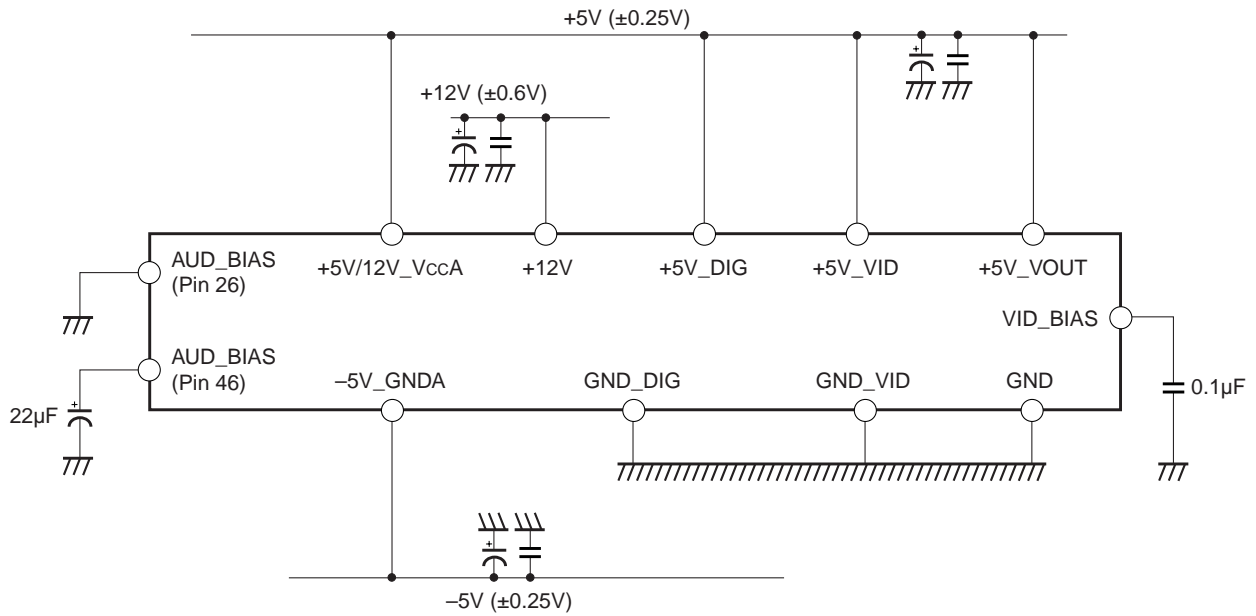 +5V (±0.25V)
+
+12V (±0.6V)
+
AUD_BIAS
(Pin 26)
+5V/12V_VCCA
+12V
+5V_DIG
+5V_VID
+5V_VOUT
VID_BIAS
AUD_BIAS
(Pin 46)
–5V_GNDA
GND_DIG
GND_VID
GND
22µF
+
0.1µF
+
–5V (±0.25V)